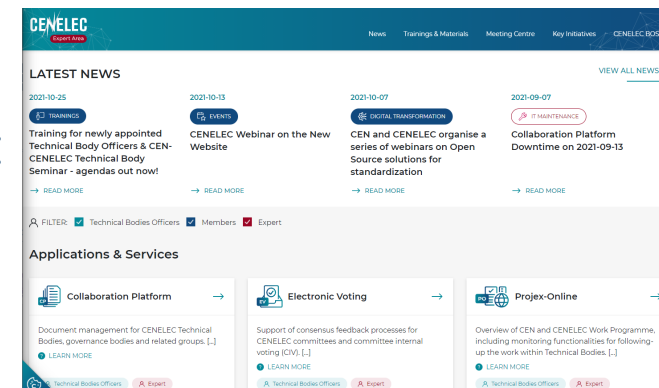 CENELEC
Expert Area
News Trainings & Materials Meeting Centre Key Initiatives CENELEC BOS
LATEST NEWS
VIEW ALL NEWS
2021-10-25
TRAININGS
Training for newly appointed
Technical Body Officers & CEN-
CENELEC Technical Body
Seminar - agendas out now!
→ READ MORE
2021-10-13
EVENTS
CENELEC Webinar on the New
Website
→ READ MORE
2021-10-07
DIGITAL TRANSFORMATION
CEN and CENELEC organise a
series of webinars on Open
Source solutions for
standardization
→ READ MORE
2021-09-07
IT MAINTENANCE
Collaboration Platform
Downtime on 2021-09-13
→ READ MORE
FILTER: Technical Bodies Officers Members Expert
Applications & Services
CP
Collaboration Platform →
Document management for CENELEC Technical
Bodies, governance bodies and related groups. [...]
LEARN MORE
Technical Bodies Officers Expert
EV
Electronic Voting →
Support of consensus feedback processes for
CENELEC committees and committee internal
voting (CIV). [...]
LEARN MORE
Technical Bodies Officers Expert
PO
Projex-Online →
Overview of CEN and CENELEC Work Programme,
including monitoring functionalities for following-
up the work within Technical Bodies. [...]
LEARN MORE
Technical Bodies Officers Expert